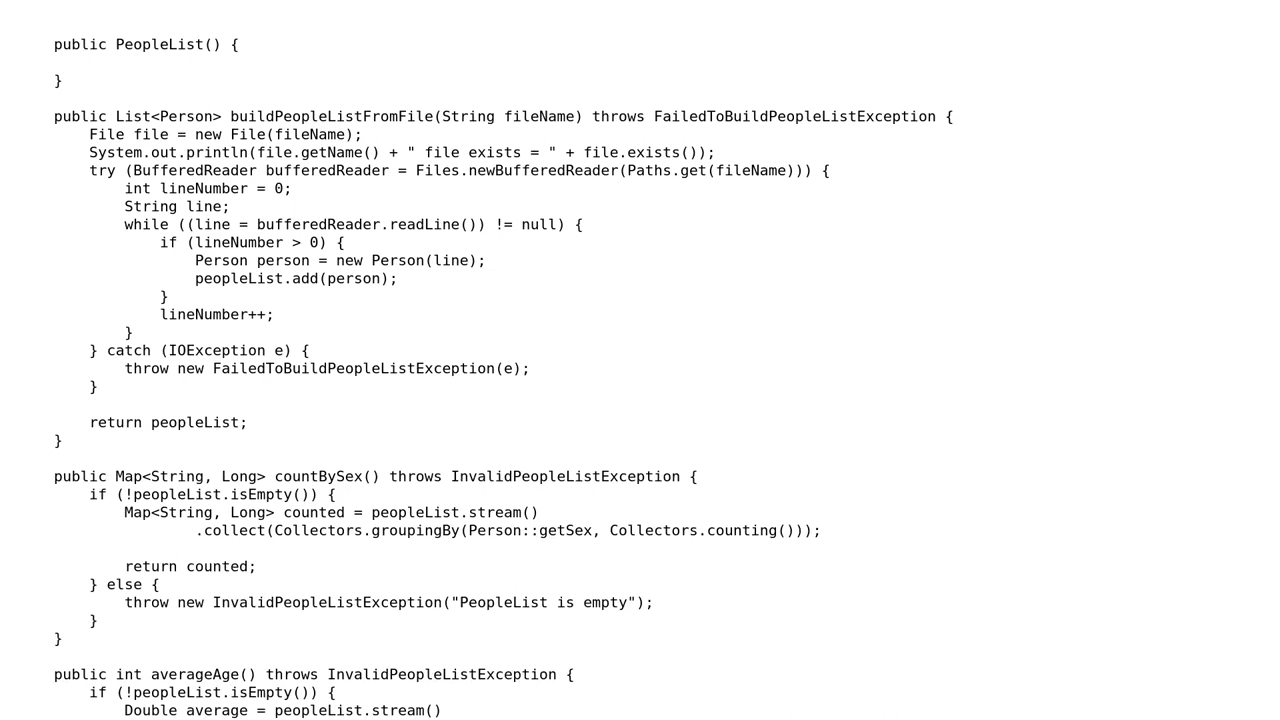 public PeopleList() {

}

public List<Person> buildPeopleListFromFile(String fileName) throws FailedToBuildPeopleListException {
    File file = new File(fileName);
    System.out.println(file.getName() + " file exists = " + file.exists());
    try (BufferedReader bufferedReader = Files.newBufferedReader(Paths.get(fileName))) {
        int lineNumber = 0;
        String line;
        while ((line = bufferedReader.readLine()) != null) {
            if (lineNumber > 0) {
                Person person = new Person(line);
                peopleList.add(person);
            }
            lineNumber++;
        }
    } catch (IOException e) {
        throw new FailedToBuildPeopleListException(e);
    }

    return peopleList;
}

public Map<String, Long> countBySex() throws InvalidPeopleListException {
    if (!peopleList.isEmpty()) {
        Map<String, Long> counted = peopleList.stream()
                .collect(Collectors.groupingBy(Person::getSex, Collectors.counting()));

        return counted;
    } else {
        throw new InvalidPeopleListException("PeopleList is empty");
    }
}

public int averageAge() throws InvalidPeopleListException {
    if (!peopleList.isEmpty()) {
        Double average = peopleList.stream()